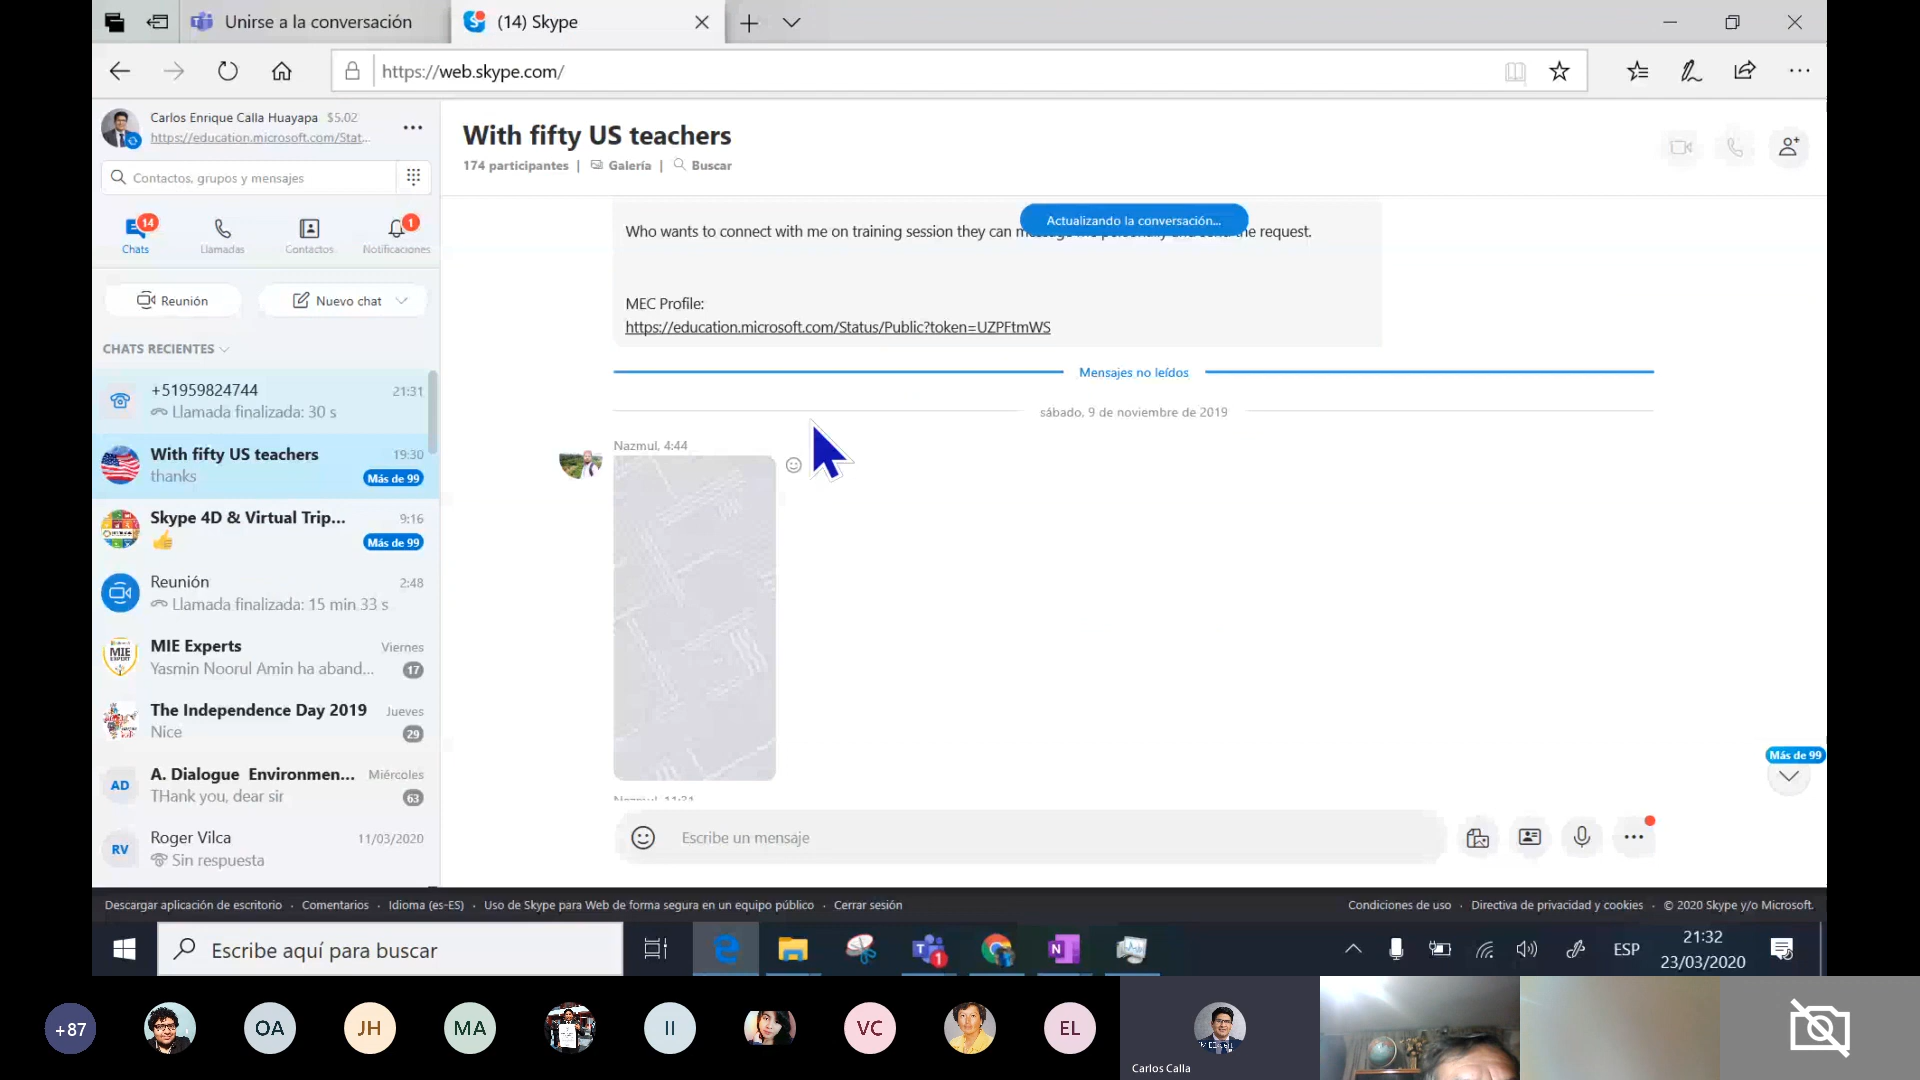 Unirse a la conversación
(14) Skype
https://web.skype.com/
Carlos Enrique Calla Huayapa $5.02
https://education.microsoft.com/Stat...
Contactos, grupos y mensajes
14
1
Chats
Llamadas
Contactos
Notificaciones
Reunión
Nuevo chat
CHATS RECIENTES
+51959824744 21:31
Llamada finalizada: 30 s
With fifty US teachers 19:30
thanks Más de 99
Skype 4D & Virtual Trip... 9:16
Más de 99
Reunión 2:48
Llamada finalizada: 15 min 33 s
MIE Experts Viernes
Yasmin Noorul Amin ha aband... 17
The Independence Day 2019 Jueves
Nice 29
A. Dialogue Environmen... Miércoles
AD
THank you, dear sir 63
Roger Vilca 11/03/2020
RV
Sin respuesta
With fifty US teachers
174 participantes | Galería | Buscar
Actualizando la conversación...
Who wants to connect with me on training session they can request.
MEC Profile:
https://education.microsoft.com/Status/Public?token=UZPFtmWS
Mensajes no leídos
sábado, 9 de noviembre de 2019
Nazmul, 4:44
Más de 99
Escribe un mensaje
Descargar aplicación de escritorio · Comentarios · Idioma (es-ES) · Uso de Skype para Web de forma segura en un equipo público · Cerrar sesión
Condiciones de uso · Directiva de privacidad y cookies · © 2020 Skype y/o Microsoft.
Escribe aquí para buscar
1
ESP
21:32
23/03/2020
+87
OA
JH
MA
II
VC
EL
Carlos Calla